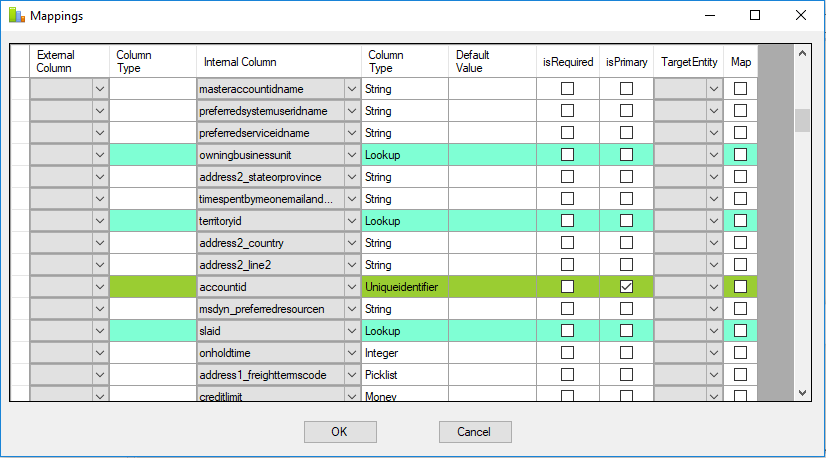 Mappings
External Column Column Type Internal Column Column Type Default Value isRequired isPrimary TargetEntity Map
masteraccountidname String
preferredsystemuseridname String
preferredserviceidname String
owningbusinessunit Lookup
address2_stateorprovince String
timespentbymeonemailand... String
territoryid Lookup
address2_country String
address2_line2 String
accountid Uniqueidentifier
msdyn_preferredresourcen String
slaid Lookup
onholdtime Integer
address1_freighttermscode Picklist
creditlimit Money
OK Cancel